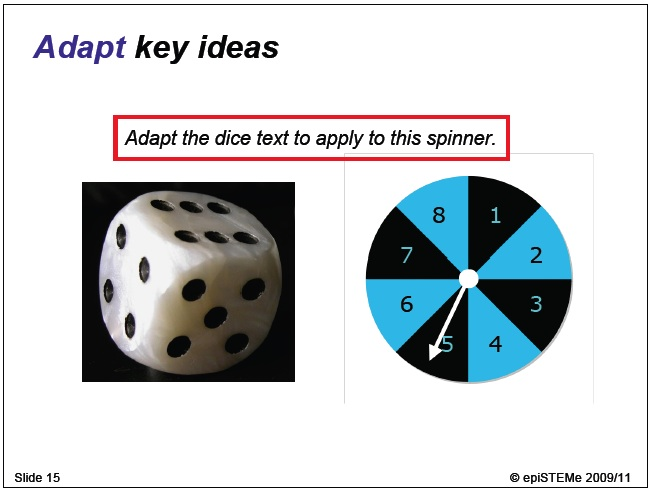 Adapt key ideas
Adapt the dice text to apply to this spinner.
8 1
7 2
6 3
5 4
Slide 15 © epiSTEMe 2009/11